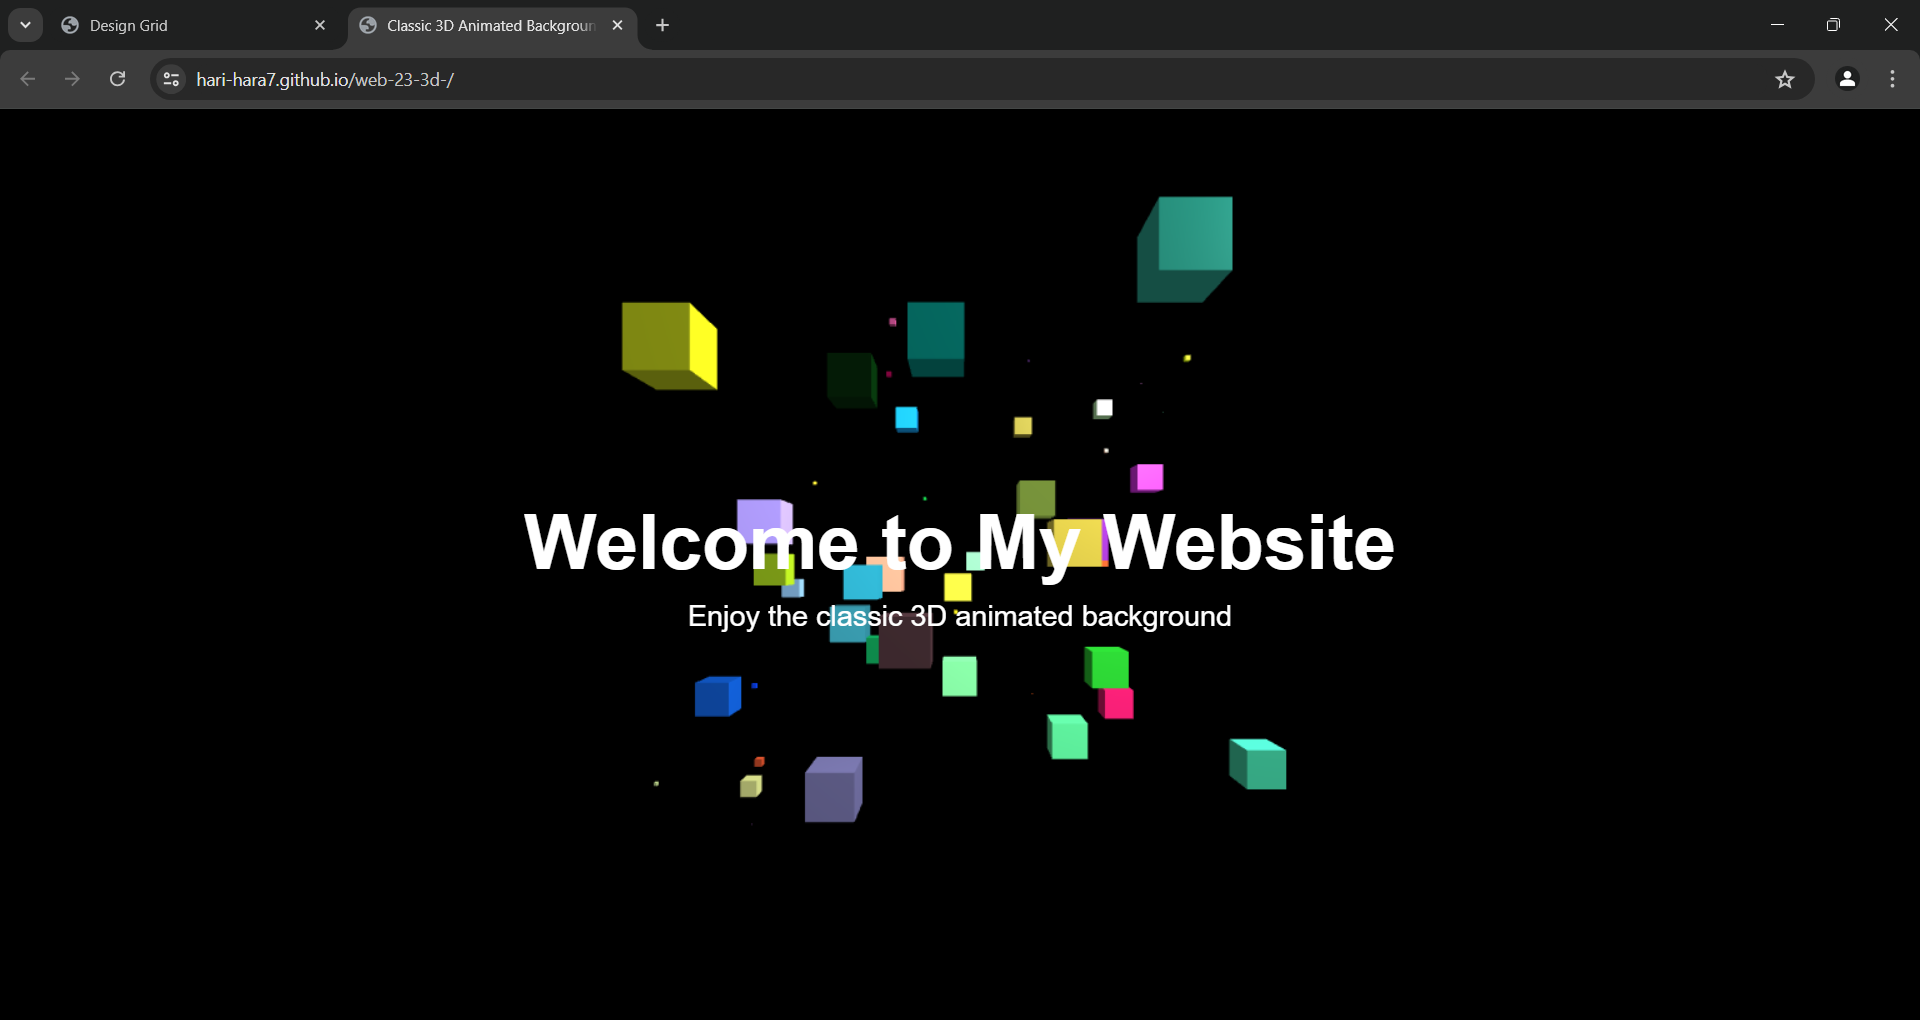 Design Grid
Classic 3D Animated Backgroun
hari-hara7.github.io/web-23-3d-/
Welcome to My Website
Enjoy the classic 3D animated background